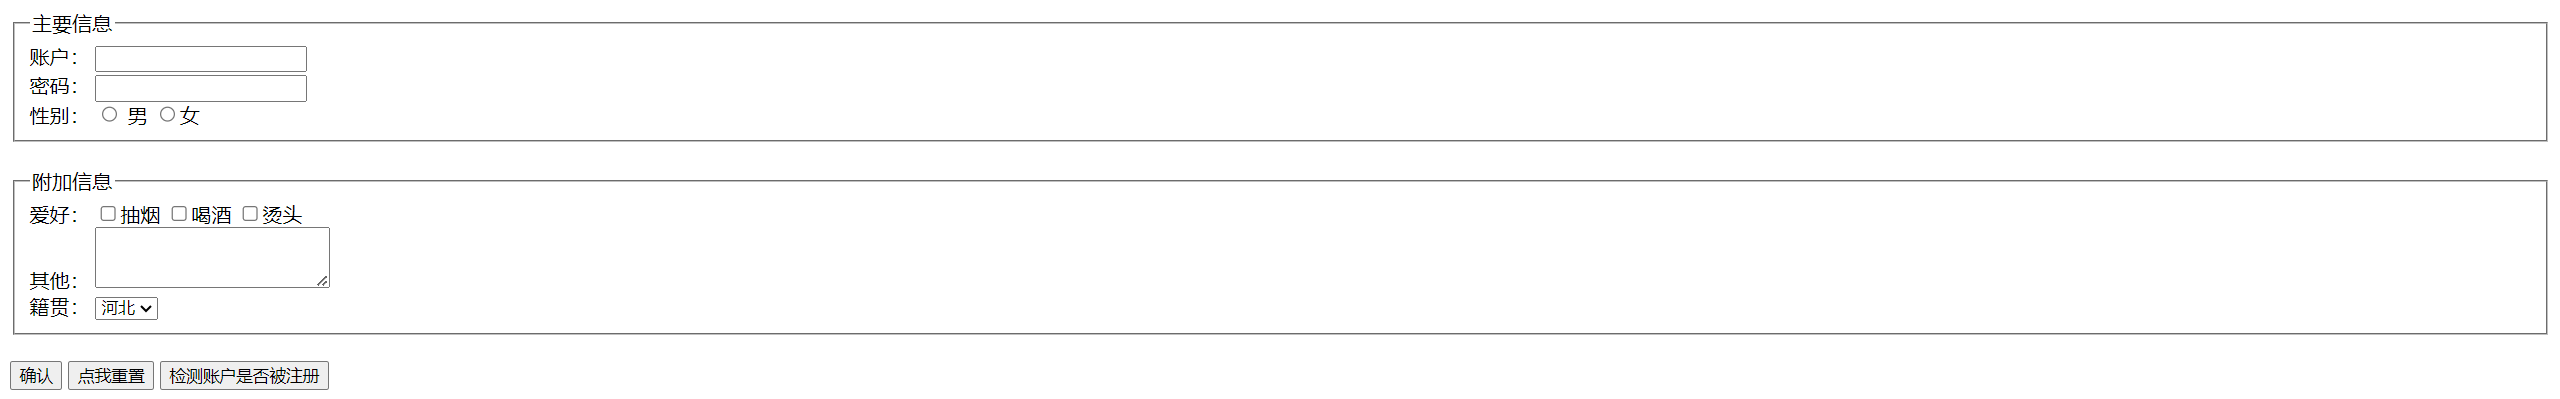 主要信息
账户：
密码：
性别： 男 女
附加信息
爱好： 抽烟 喝酒 烫头
其他：
籍贯： 河北
确认 点我重置 检测账户是否被注册